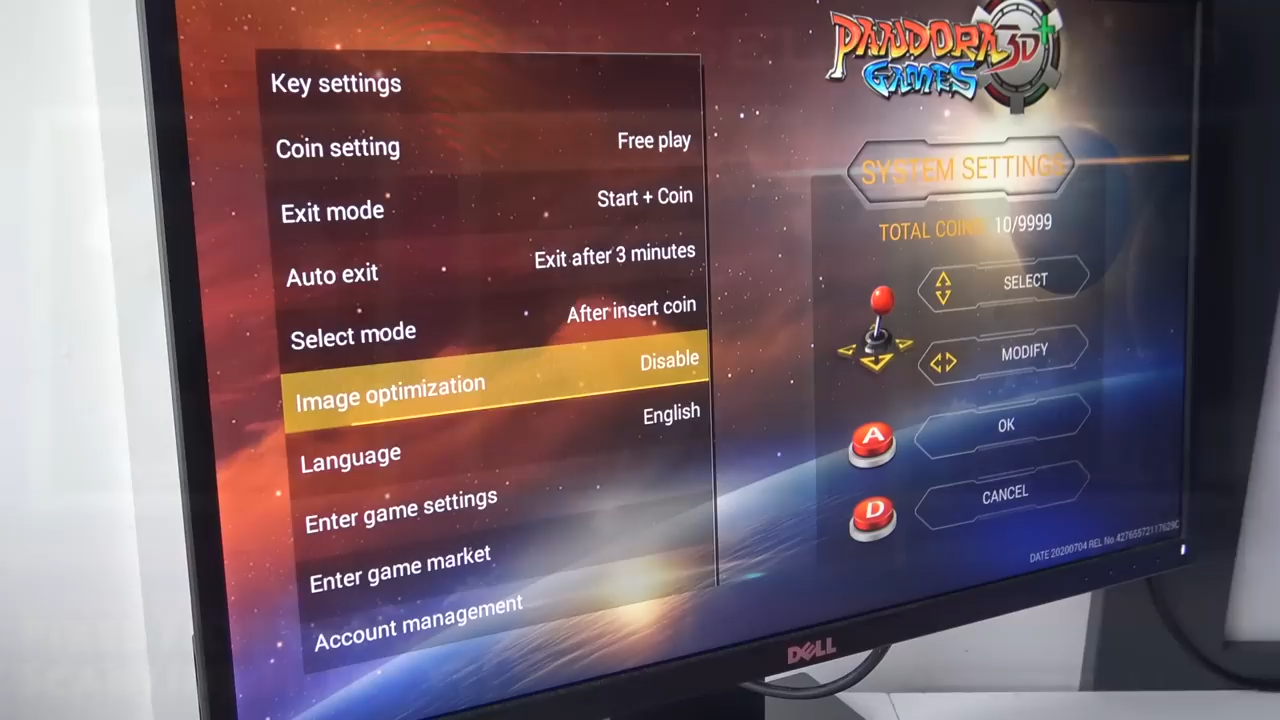 Key settings
Coin setting Free play
Exit mode Start + Coin
Auto exit Exit after 3 minutes
Select mode After insert coin
Image optimization Disable
Language English
Enter game settings
Enter game market
Account management
PANDORA
GAMES
3D+
SYSTEM SETTINGS
TOTAL COIN 10/9999
SELECT
MODIFY
A OK
D CANCEL
DATE 20200704 REL No.
DELL